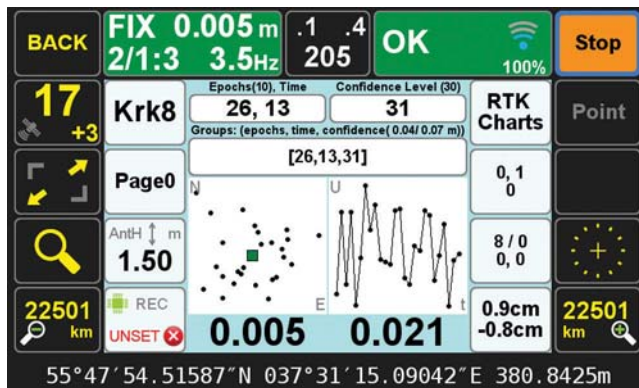 BACK
FIX 0.005 m
2/1:3 3.5Hz
.1 .4
205
OK
100%
Stop
17
+3
Krk8
Epochs(10), Time
26, 13
Confidence Level (30)
31
RTK
Charts
Point
Groups: (epochs, time, confidence( 0.04/ 0.07 m))
[26,13,31]
Page0
0, 1
0
N
U
AntH m
1.50
8 / 0
0, 0
22501
km
REC
UNSET
E
t
0.005
0.021
0.9cm
-0.8cm
22501
km
55°47′54.51587″N 037°31′15.09042″E 380.8425m